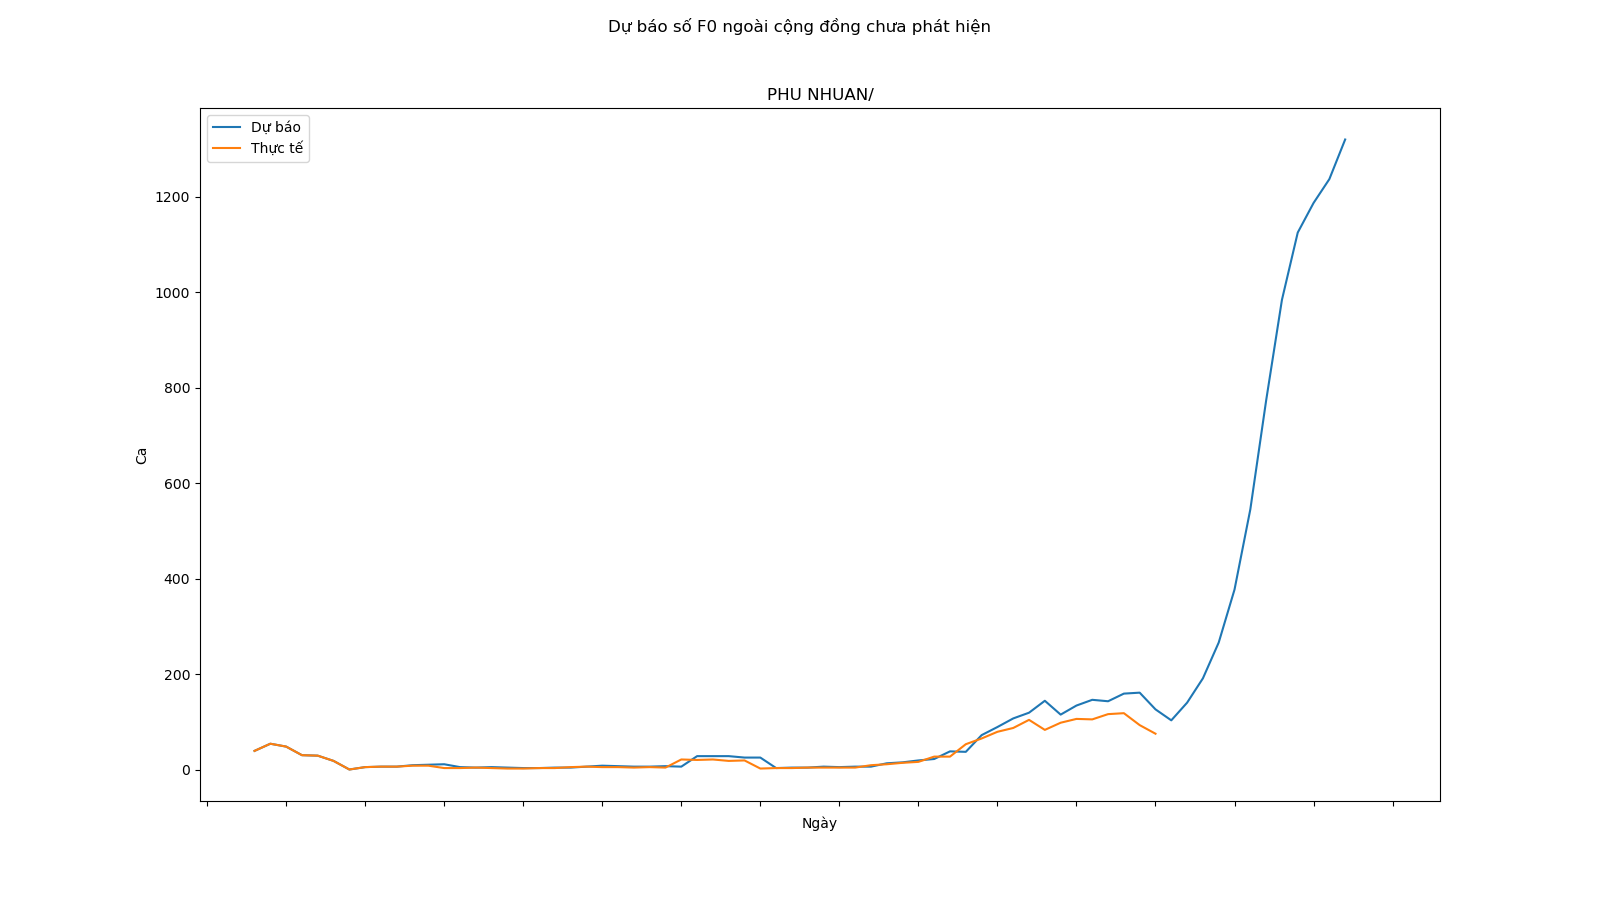 Dự báo số F0 ngoài cộng đồng chưa phát hiện
PHU NHUAN/
Dự báo
Thực tế
1200
1000
800
600
400
200
0
Ca
Ngày